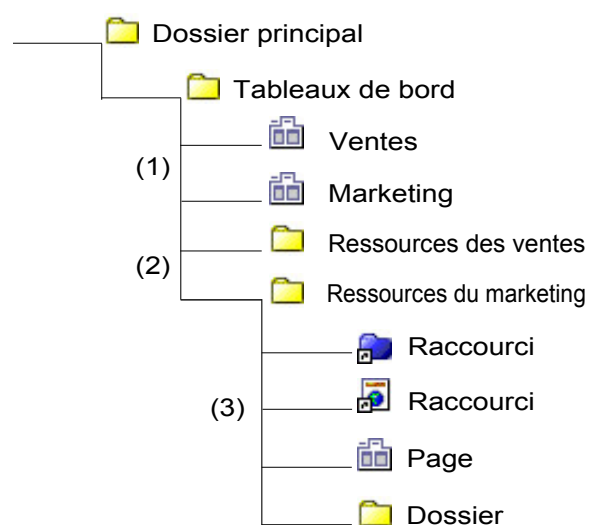 Dossier principal
Tableaux de bord
Ventes
(1)
Marketing
Ressources des ventes
(2)
Ressources du marketing
Raccourci
Raccourci
(3)
Page
Dossier